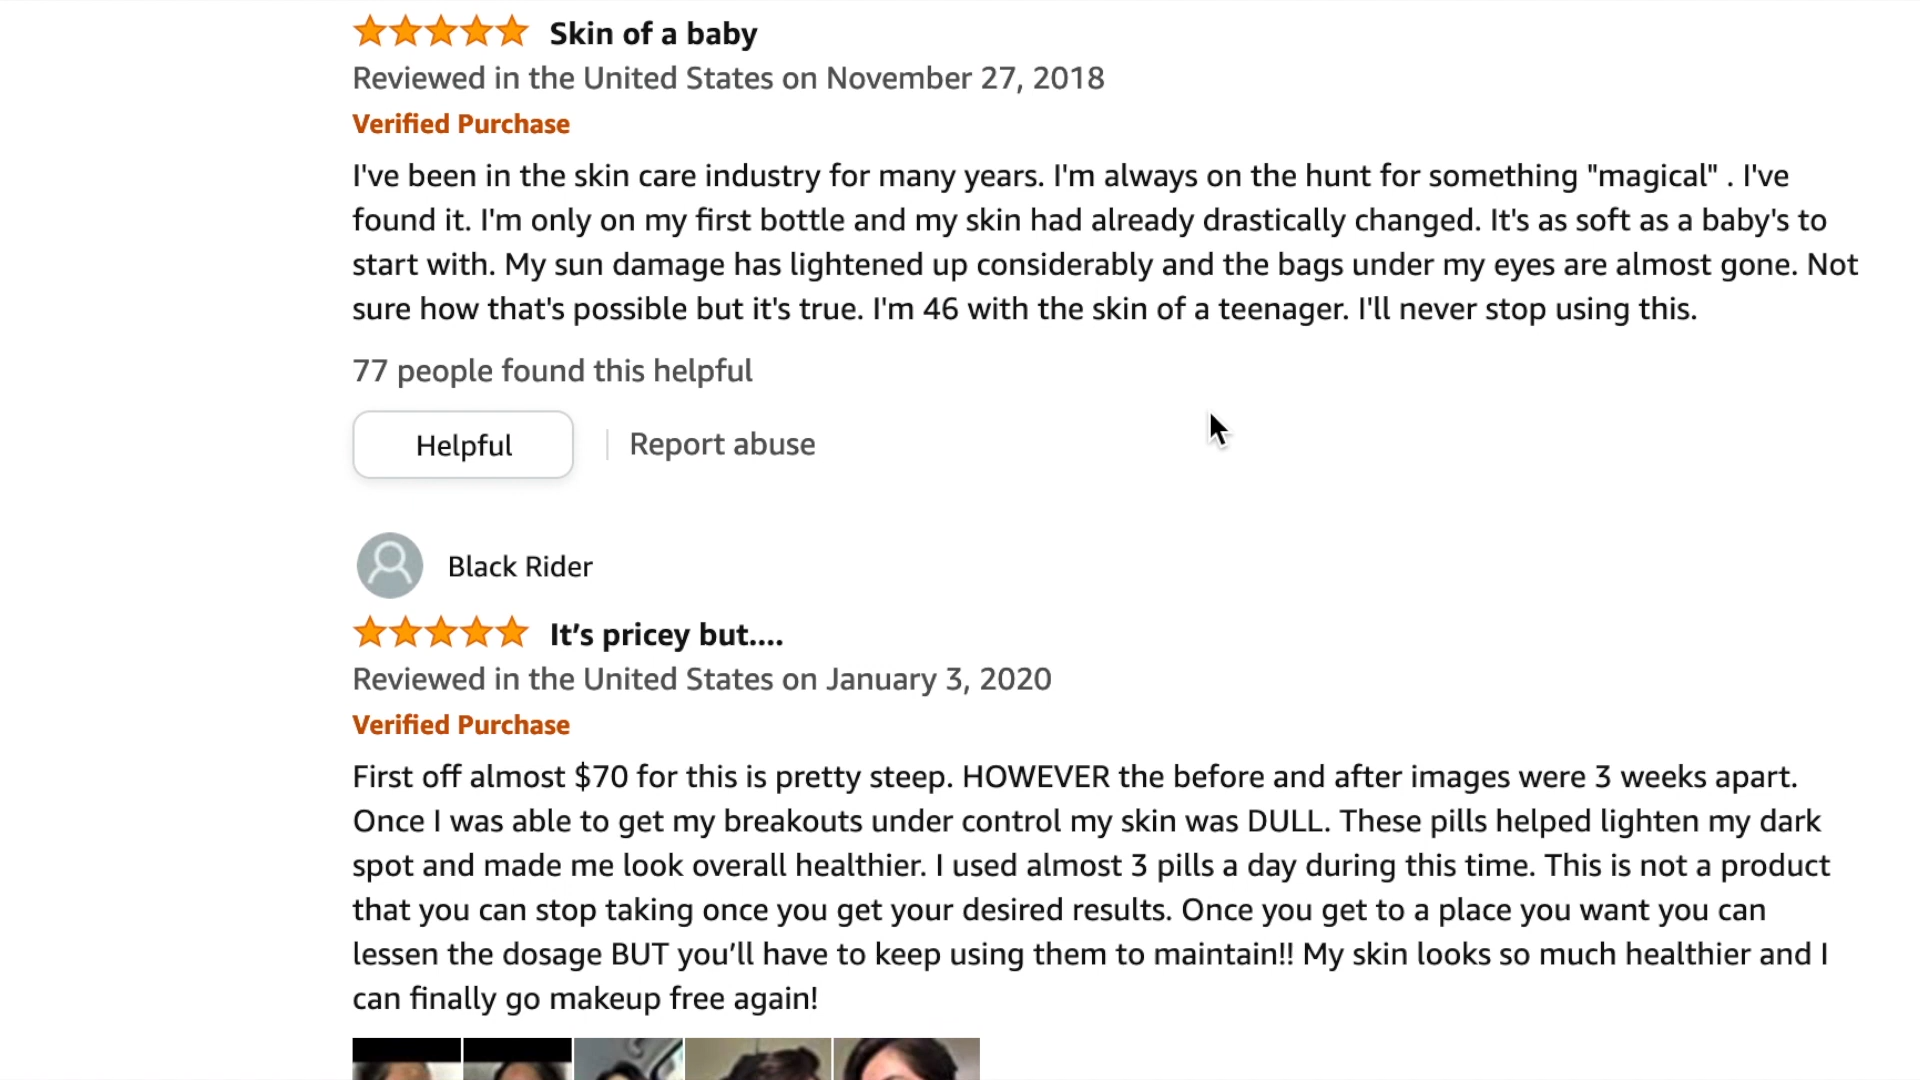 Skin of a baby
Reviewed in the United States on November 27, 2018
Verified Purchase
I've been in the skin care industry for many years. I'm always on the hunt for something "magical" . I've
found it. I'm only on my first bottle and my skin had already drastically changed. It's as soft as a baby's to
start with. My sun damage has lightened up considerably and the bags under my eyes are almost gone. Not
sure how that's possible but it's true. I'm 46 with the skin of a teenager. I'll never stop using this.
77 people found this helpful
Helpful
Report abuse
Black Rider
It’s pricey but....
Reviewed in the United States on January 3, 2020
Verified Purchase
First off almost $70 for this is pretty steep. HOWEVER the before and after images were 3 weeks apart.
Once I was able to get my breakouts under control my skin was DULL. These pills helped lighten my dark
spot and made me look overall healthier. I used almost 3 pills a day during this time. This is not a product
that you can stop taking once you get your desired results. Once you get to a place you want you can
lessen the dosage BUT you’ll have to keep using them to maintain!! My skin looks so much healthier and I
can finally go makeup free again!